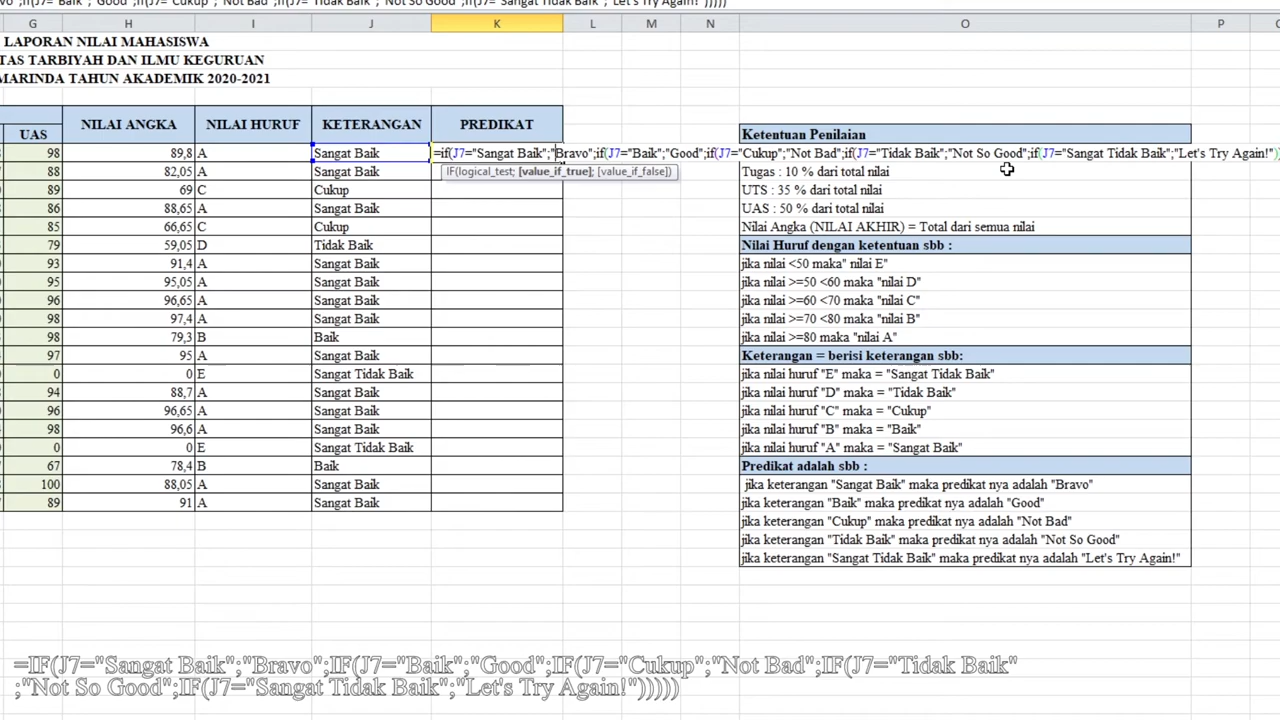 G H I J K L M N O P
LAPORAN NILAI MAHASISWA
TAS TARBIYAH DAN ILMU KEGURUAN
MARINDA TAHUN AKADEMIK 2020-2021
UAS NILAI ANGKA NILAI HURUF KETERANGAN PREDIKAT
98 89,8 A Sangat Baik =if(J7="Sangat Baik";"Bravo";if(J7="Baik";"Good";if(J7="Cukup";"Not Bad";if(J7="Tidak Baik";"Not So Good";if(J7="Sangat Tidak Baik";"Let's Try Again!"))
IF(logical_test; [value_if_true]; [value_if_false])
88 82,05 A Sangat Baik
89 69 C Cukup
86 88,65 A Sangat Baik
85 66,65 C Cukup
79 59,05 D Tidak Baik
93 91,4 A Sangat Baik
95 95,05 A Sangat Baik
96 96,65 A Sangat Baik
98 97,4 A Sangat Baik
98 79,3 B Baik
97 95 A Sangat Baik
0 0 E Sangat Tidak Baik
94 88,7 A Sangat Baik
96 96,65 A Sangat Baik
98 96,6 A Sangat Baik
0 0 E Sangat Tidak Baik
67 78,4 B Baik
100 88,05 A Sangat Baik
89 91 A Sangat Baik
Ketentuan Penilaian
Tugas : 10 % dari total nilai
UTS : 35 % dari total nilai
UAS : 50 % dari total nilai
Nilai Angka (NILAI AKHIR) = Total dari semua nilai
Nilai Huruf dengan ketentuan sbb :
jika nilai <50 maka" nilai E"
jika nilai >=50 <60 maka "nilai D"
jika nilai >=60 <70 maka "nilai C"
jika nilai >=70 <80 maka "nilai B"
jika nilai >=80 maka "nilai A"
Keterangan = berisi keterangan sbb:
jika nilai huruf "E" maka = "Sangat Tidak Baik"
jika nilai huruf "D" maka = "Tidak Baik"
jika nilai huruf "C" maka = "Cukup"
jika nilai huruf "B" maka = "Baik"
jika nilai huruf "A" maka = "Sangat Baik"
Predikat adalah sbb :
jika keterangan "Sangat Baik" maka predikat nya adalah "Bravo"
jika keterangan "Baik" maka predikat nya adalah "Good"
jika keterangan "Cukup" maka predikat nya adalah "Not Bad"
jika keterangan "Tidak Baik" maka predikat nya adalah "Not So Good"
jika keterangan "Sangat Tidak Baik" maka predikat nya adalah "Let's Try Again!"
=IF(J7="Sangat Baik";"Bravo";IF(J7="Baik";"Good";IF(J7="Cukup";"Not Bad";IF(J7="Tidak Baik"
;"Not So Good";IF(J7="Sangat Tidak Baik";"Let's Try Again!")))))